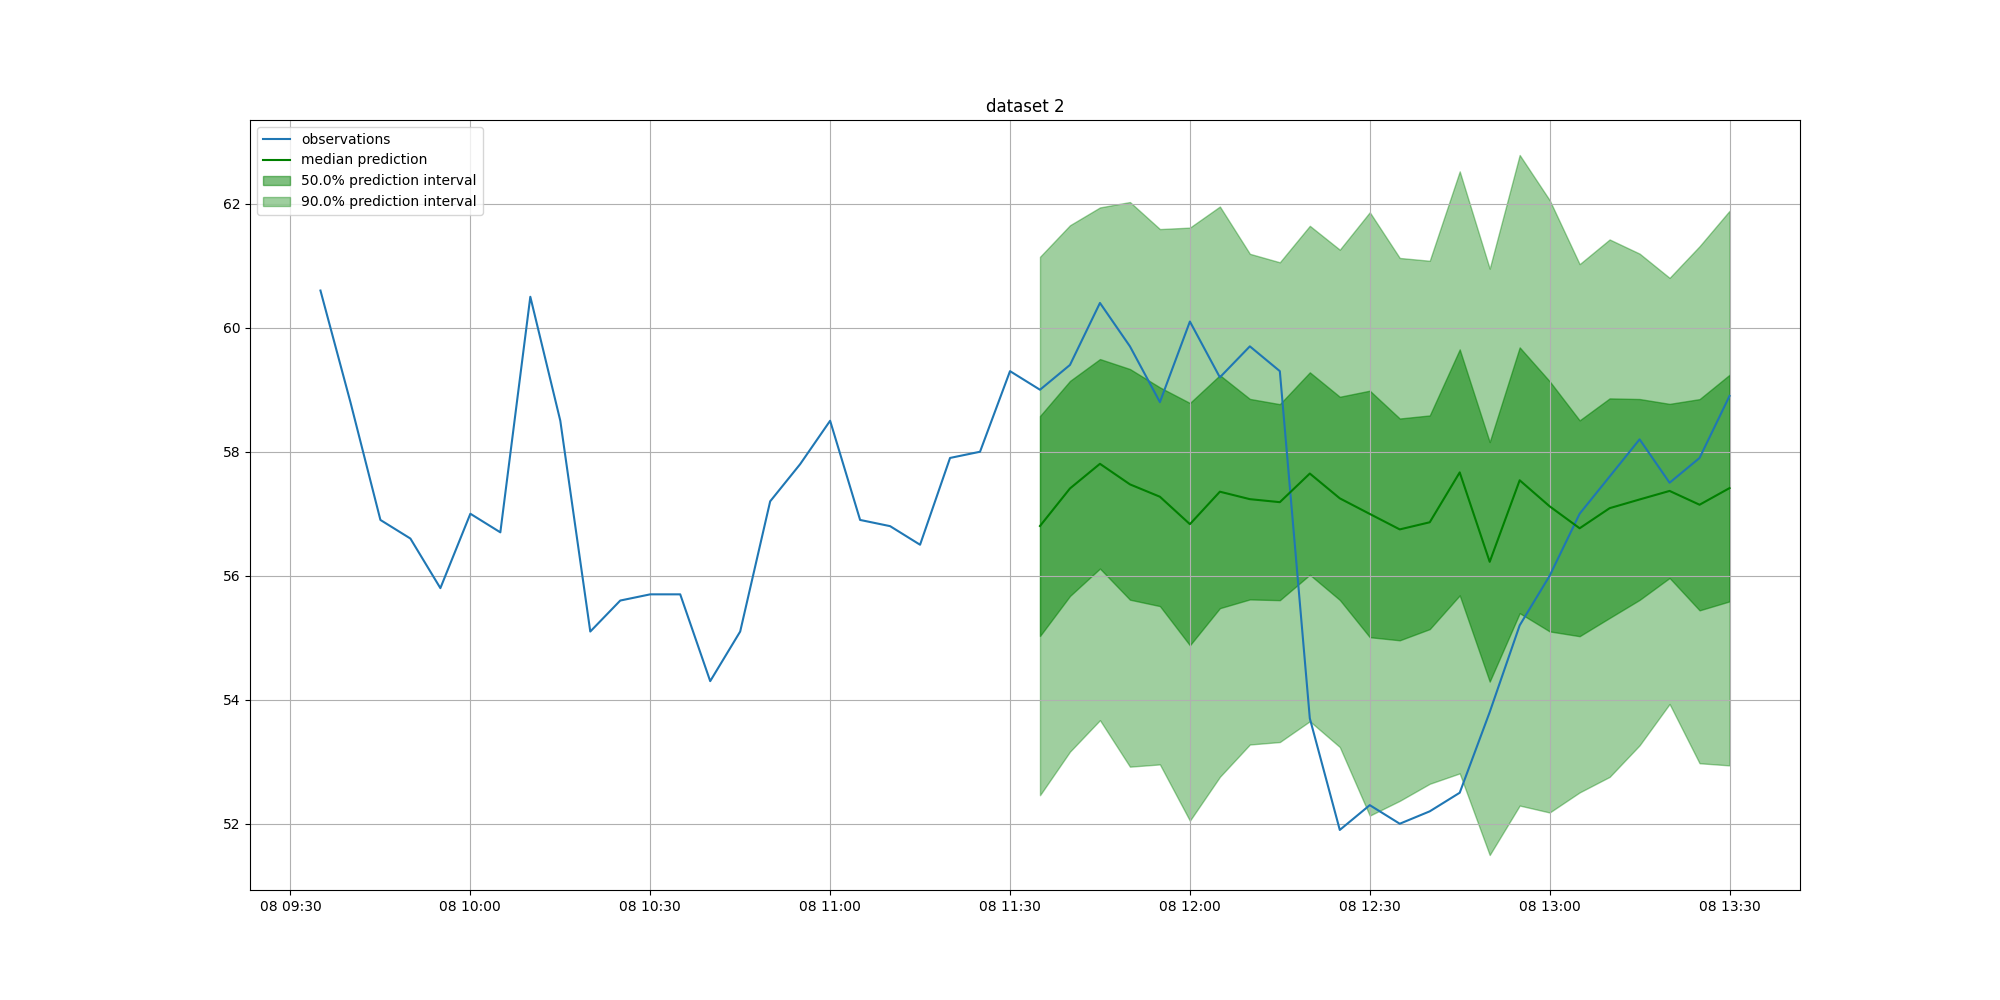 dataset 2
observations
median prediction
50.0% prediction interval
90.0% prediction interval
62
60
58
56
54
52
08 09:30 08 10:00 08 10:30 08 11:00 08 11:30 08 12:00 08 12:30 08 13:00 08 13:30